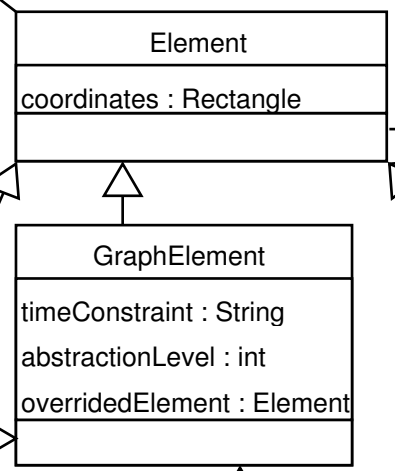 Element
coordinates : Rectangle
GraphElement
timeConstraint : String
abstractionLevel : int
overridedElement : Element